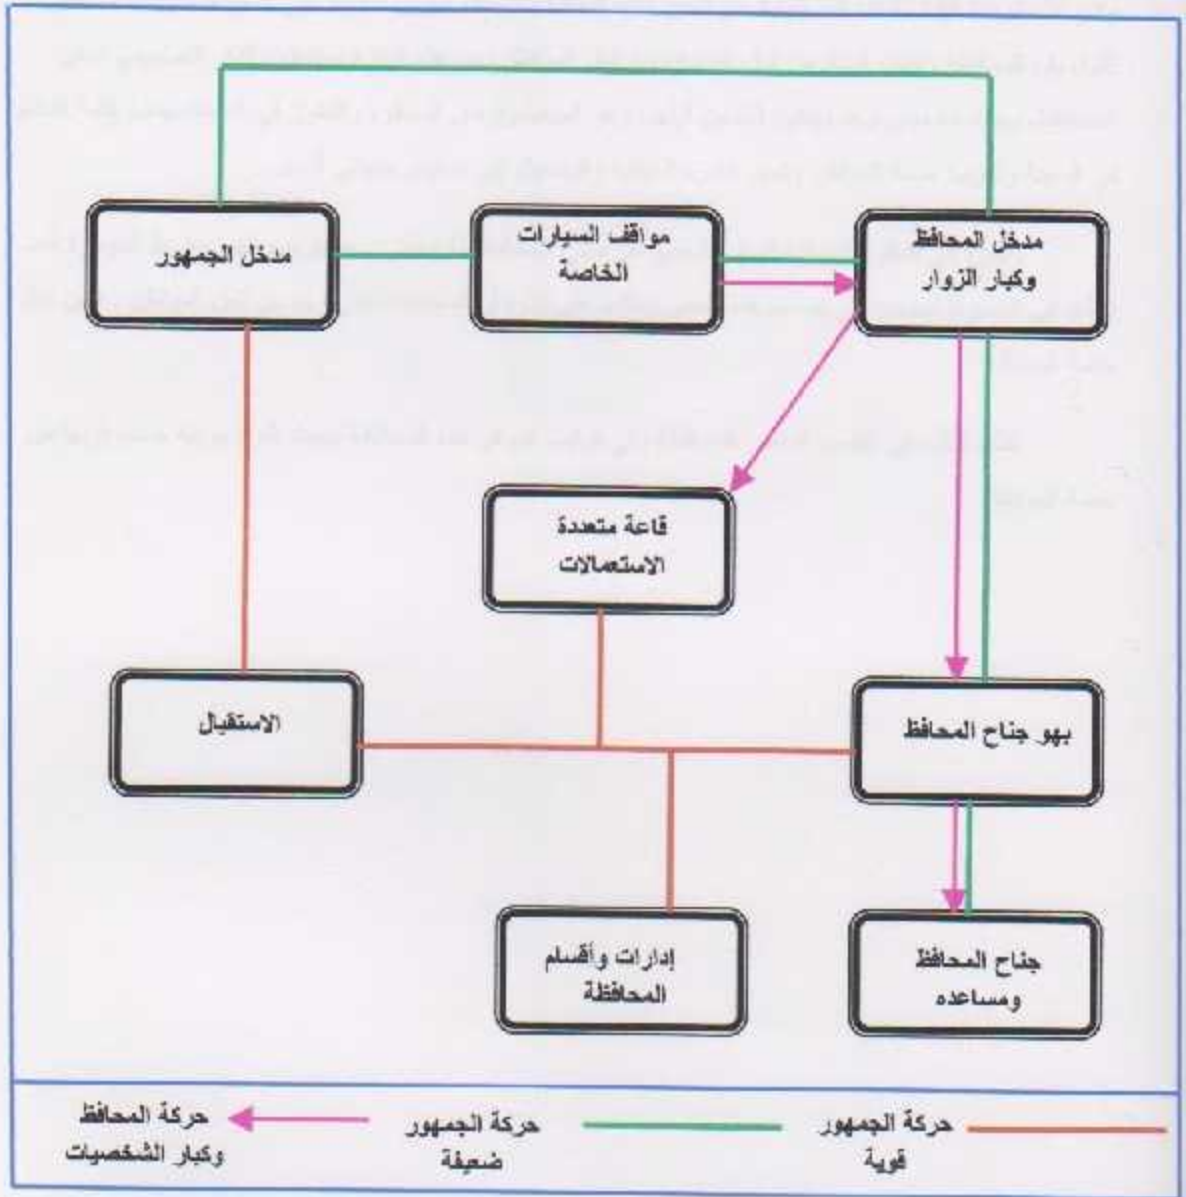 مدخل المحافظ
وكبار الزوار
مواقف السيارات
الخاصة
مدخل الجمهور
قاعة متعددة
الاستعمالات
بهو جناح المحافظ
الاستقبال
جناح المحافظ
ومساعده
إدارات وأقسام
المحافظة
حركة الجمهور
قوية
حركة الجمهور
ضعيفة
حركة المحافظ
وكبار الشخصيات